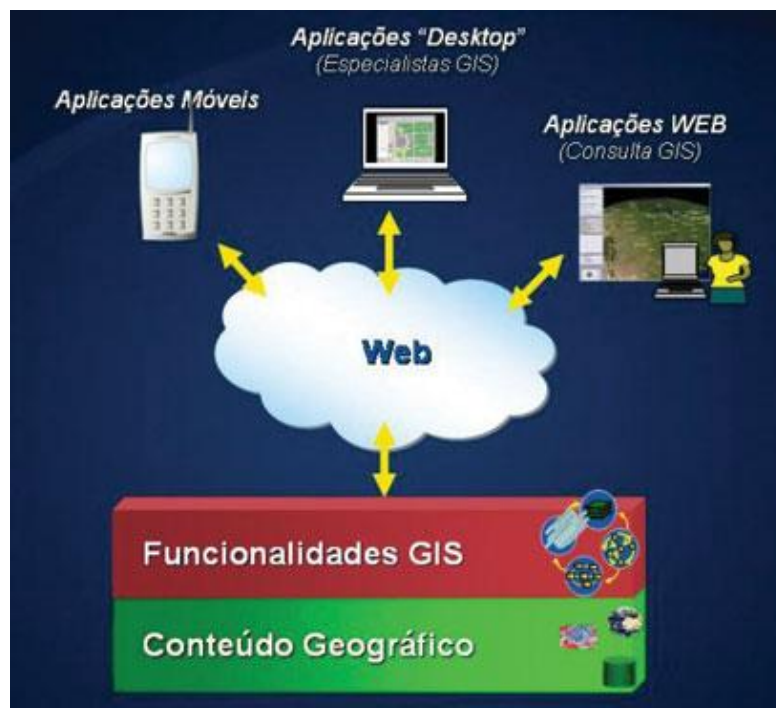 Aplicações "Desktop"
(Especialistas GIS)
Aplicações Móveis
Aplicações WEB
(Consulta GIS)
Web
Funcionalidades GIS
Conteúdo Geográfico